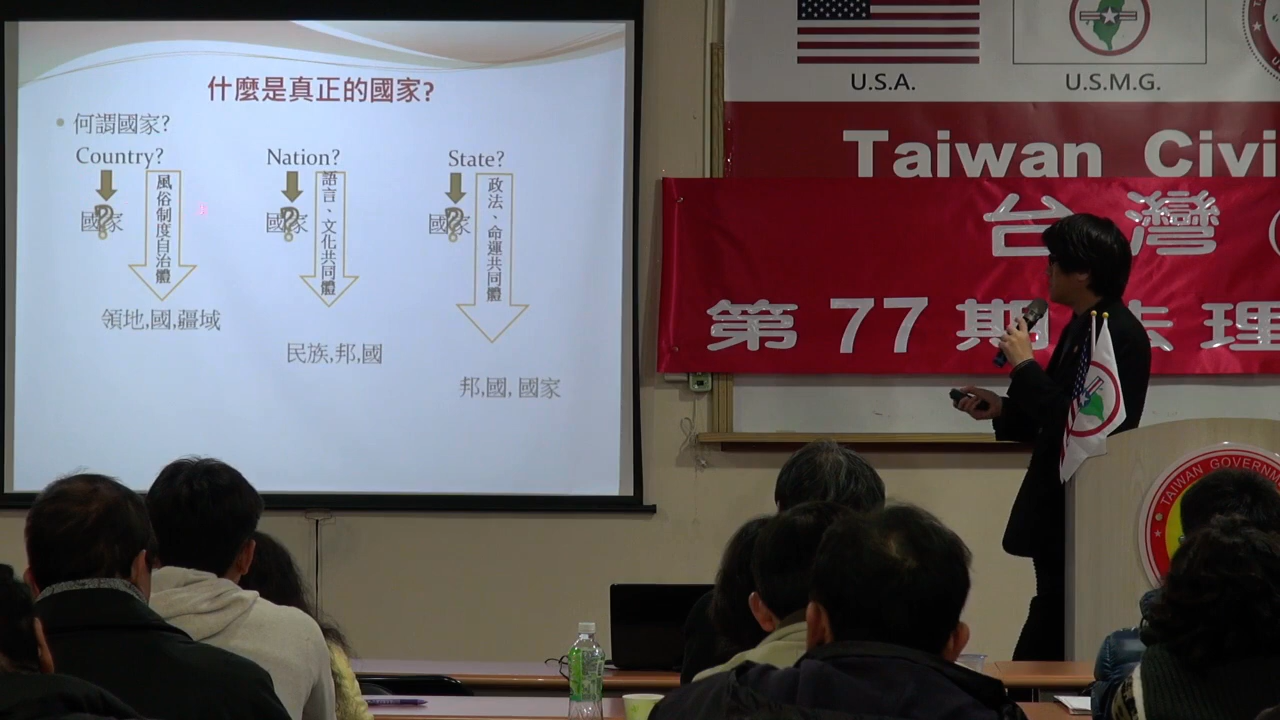 什麼是真正的國家?
• 何謂國家?
Country?
Nation?
State?
國家
?
風俗制度自治體
國家
?
語言、文化共同體
國家
?
政法、命運共同體
領地,國,疆域
民族,邦,國
邦,國, 國家
U.S.A.
U.S.M.G.
Taiwan Civi
台灣
第 77 期 法理
TAIWAN GOVERNM